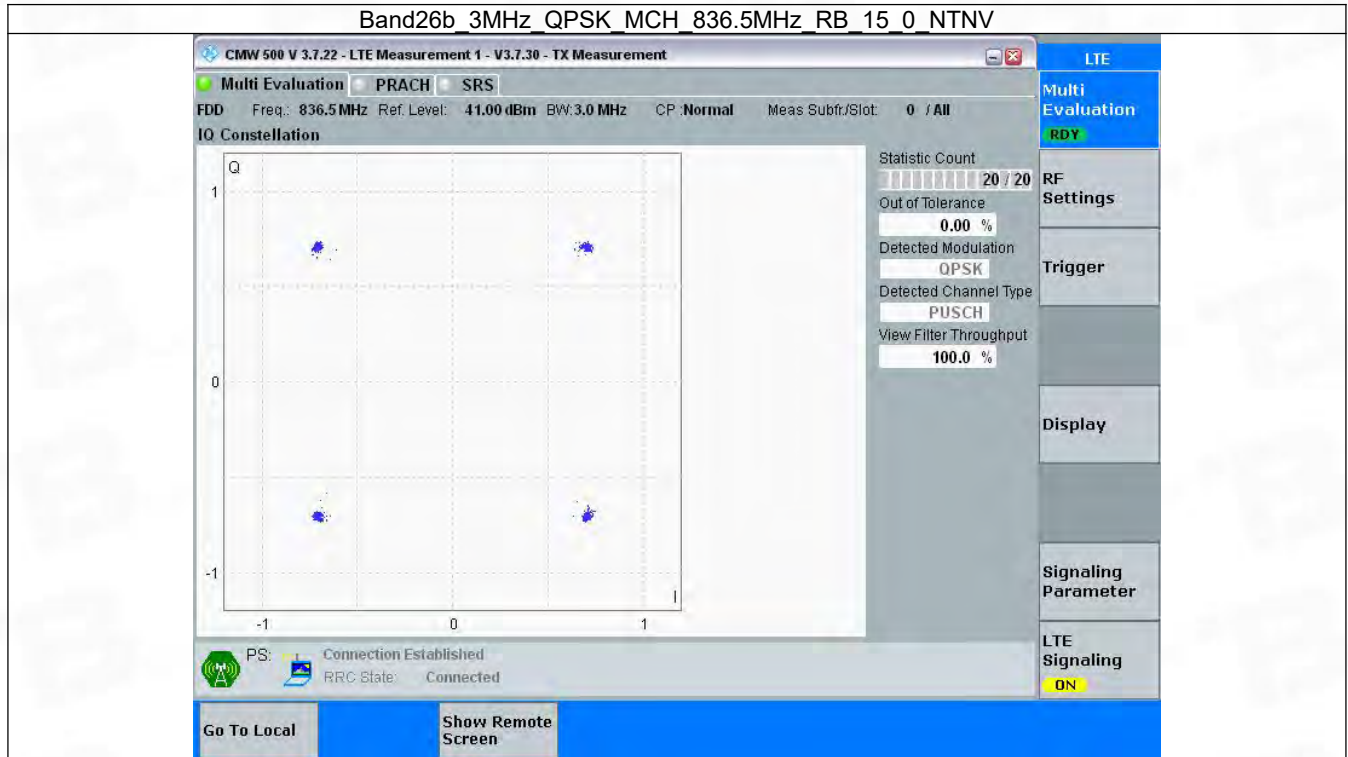 Band26b_3MHz_QPSK_MCH_836.5MHz_RB_15_0_NTNV
CMW 500 V 3.7.22 - LTE Measurement 1 - V3.7.30 - TX Measurement
LTE
Multi Evaluation PRACH SRS
Multi
Evaluation
RDY
FDD Freq.: 836.5 MHz Ref. Level: 41.00 dBm BW: 3.0 MHz CP :Normal Meas Subfr./Slot: 0 / All
IQ Constellation
Q
1
0
-1
I
-1 0 1
Statistic Count
20 / 20
Out of Tolerance
0.00 %
Detected Modulation
QPSK
Detected Channel Type
PUSCH
View Filter Throughput
100.0 %
RF
Settings
Trigger
Display
Signaling
Parameter
LTE
Signaling
ON
PS: Connection Established
RRC State: Connected
Go To Local
Show Remote
Screen